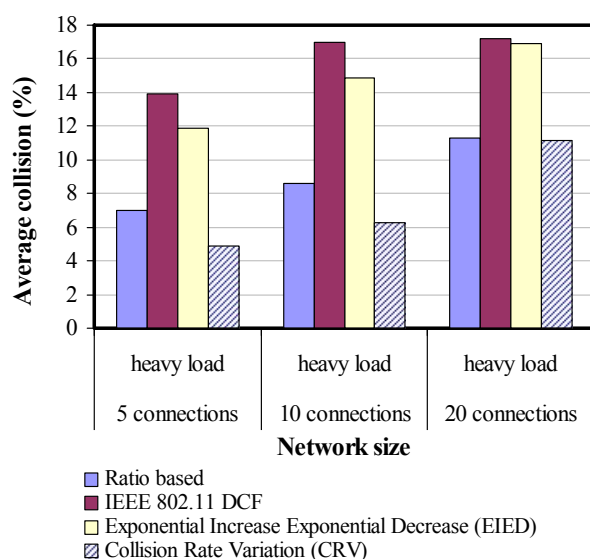 18
16
14
12
10
8
6
4
2
0
Average collision (%)
heavy load heavy load heavy load
5 connections 10 connections 20 connections
Network size
Ratio based
IEEE 802.11 DCF
Exponential Increase Exponential Decrease (EIED)
Collision Rate Variation (CRV)